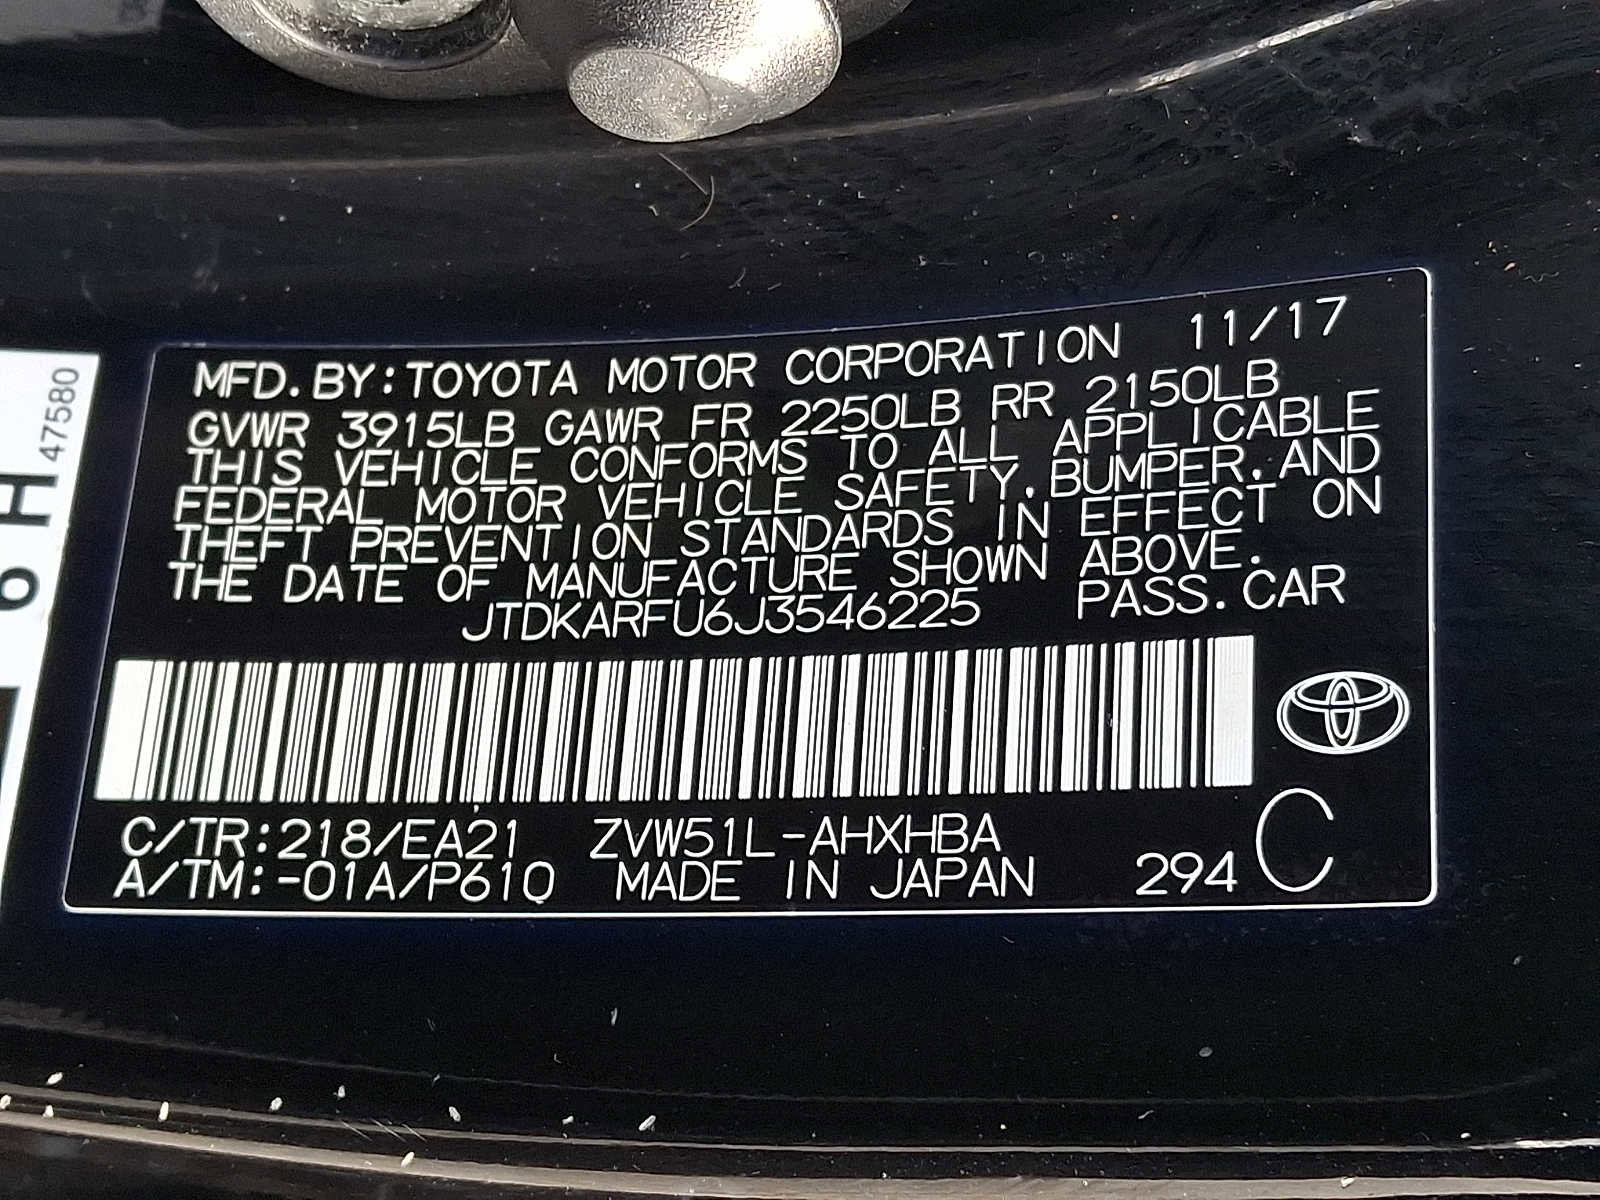 MFD. BY: TOYOTA MOTOR CORPORATION 11/17
GVWR 3915LB GAWR FR 2250LB RR 2150LB
THIS VEHICLE CONFORMS TO ALL APPLICABLE
FEDERAL MOTOR VEHICLE SAFETY, BUMPER, AND
THEFT PREVENTION STANDARDS IN EFFECT ON
THE DATE OF MANUFACTURE SHOWN ABOVE.
JTDKARFU6J3546225 PASS. CAR
C/TR:218/EA21 ZVW51L-AHXHBA
A/TM:-01A/P610 MADE IN JAPAN 294 C
6 H
47580